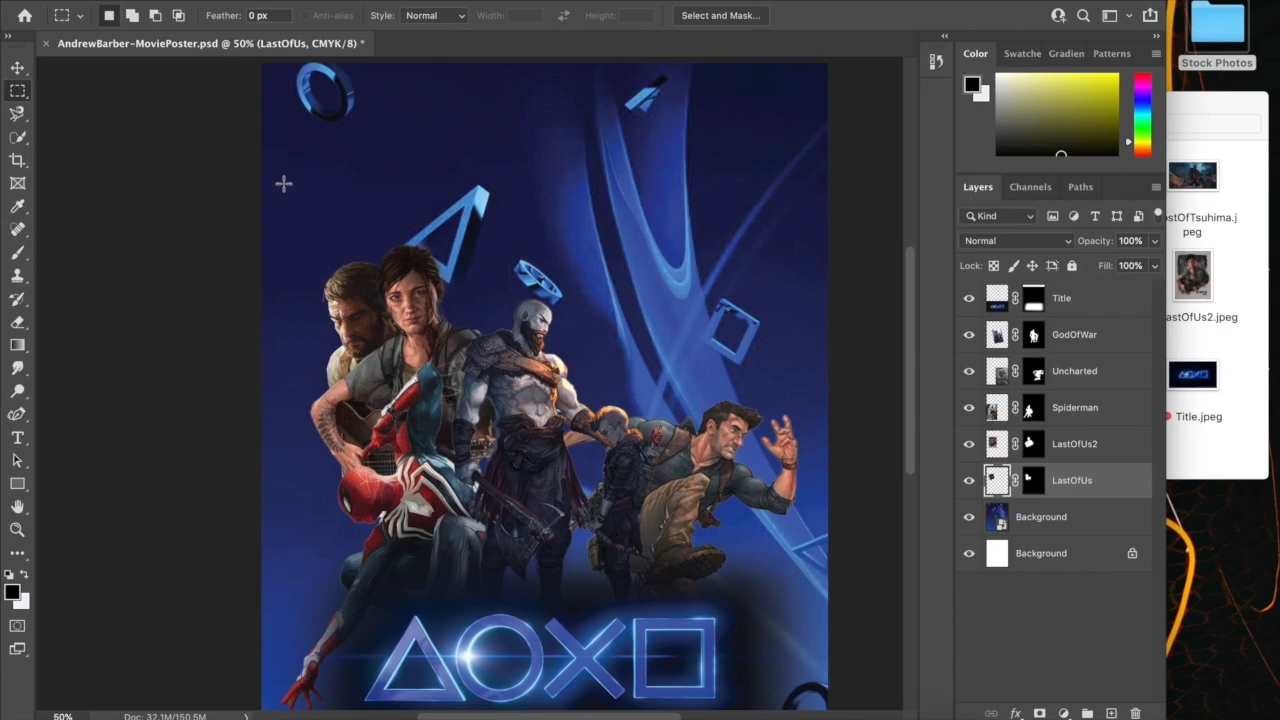 Feather: 0 px Anti-alias Style: Normal Width: Height: Select and Mask...
Stock Photos
AndrewBarber-MoviePoster.psd @ 50% (LastOfUs, CMYK/8) *
Color Swatche Gradien Patterns
Layers Channels Paths
Kind
Normal Opacity: 100%
Lock: Fill: 100%
Title
GodOfWar
Uncharted
Spiderman
LastOfUs2
LastOfUs
Background
Background
astOfTsuhima.j
peg
astOfUs2.jpeg
Title.jpeg
50% Doc: 32.1M/150.5M